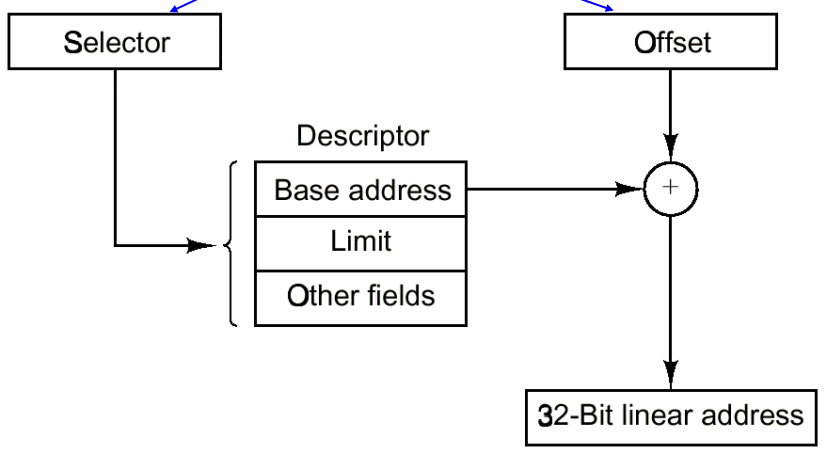 Selector
Offset
Descriptor
Base address
+
Limit
Other fields
32-Bit linear address